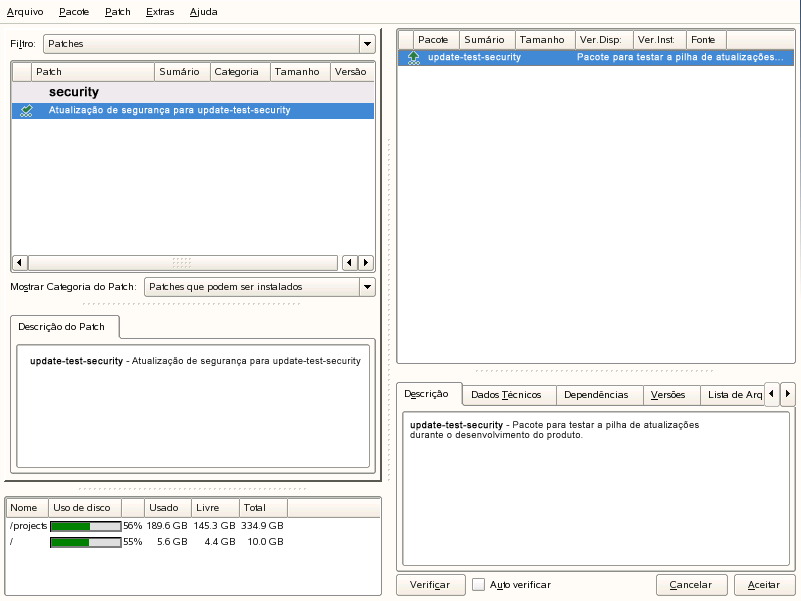 Arquivo Pacote Patch Extras Ajuda
Filtro: Patches
Patch Sumário Categoria Tamanho Versão
security
Atualização de segurança para update-test-security
Mostrar Categoria do Patch: Patches que podem ser instalados
Descrição do Patch
update-test-security - Atualização de segurança para update-test-security
Nome Uso de disco Usado Livre Total
/projects 56% 189.6 GB 145.3 GB 334.9 GB
/ 55% 5.6 GB 4.4 GB 10.0 GB
Pacote Sumário Tamanho Ver.Disp: Ver.Inst: Fonte
update-test-security Pacote para testar a pilha de atualizações...
Descrição Dados Técnicos Dependências Versões Lista de Arq
update-test-security - Pacote para testar a pilha de atualizações
durante o desenvolvimento do produto.
Verificar Auto verificar Cancelar Aceitar